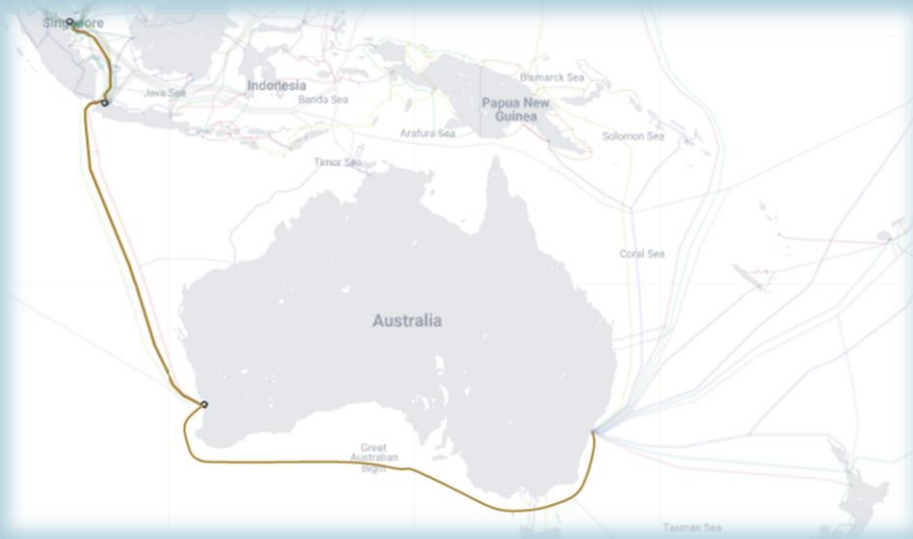 Singapore
Indonesia
Java Sea
Banda Sea
Bismarck Sea
Papua New
Guinea
Arafura Sea
Solomon Sea
Timor Sea
Coral Sea
Australia
Great
Australian
Bight
Tasman Sea